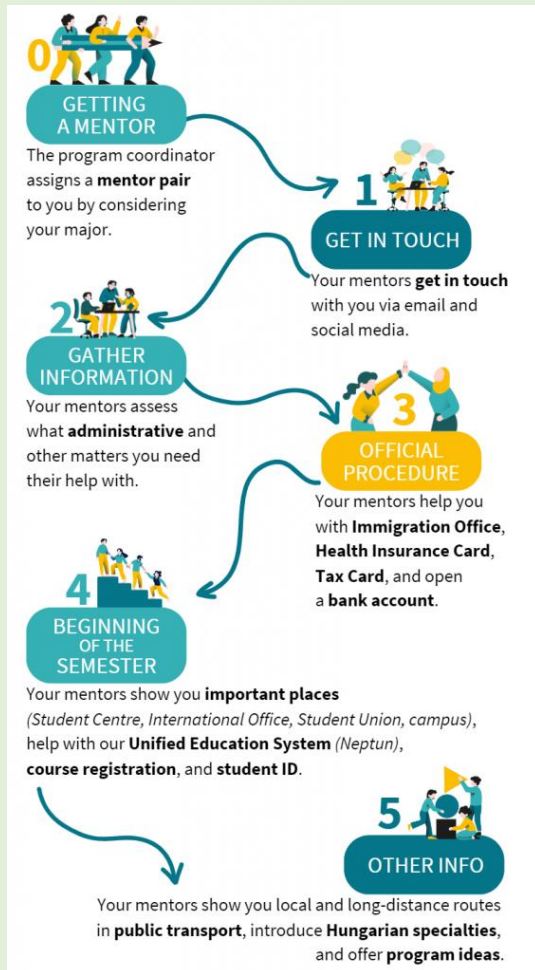 0
GETTING
A MENTOR
The program coordinator
assigns a mentor pair
to you by considering
your major.
1
GET IN TOUCH
Your mentors get in touch
with you via email and
social media.
2
GATHER
INFORMATION
Your mentors assess
what administrative and
other matters you need
their help with.
3
OFFICIAL
PROCEDURE
Your mentors help you
with Immigration Office,
Health Insurance Card,
Tax Card, and open
a bank account.
4
BEGINNING
OF THE
SEMESTER
Your mentors show you important places
(Student Centre, International Office, Student Union, campus),
help with our Unified Education System (Neptun),
course registration, and student ID.
5
OTHER INFO
Your mentors show you local and long-distance routes
in public transport, introduce Hungarian specialties,
and offer program ideas.